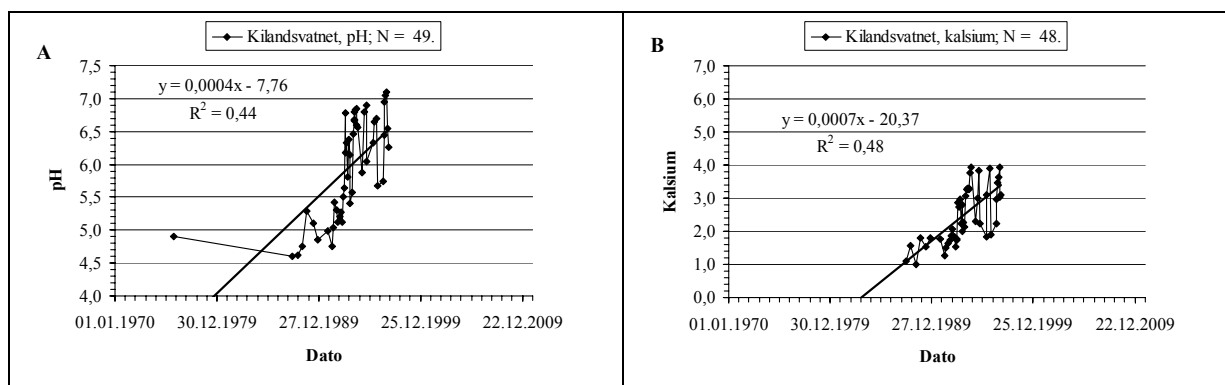 A
Kilandsvatnet, pH; N = 49.
y = 0,0004x - 7,76
R² = 0,44
pH
7,5
7,0
6,5
6,0
5,5
5,0
4,5
4,0
01.01.1970 30.12.1979 27.12.1989 25.12.1999 22.12.2009
Dato
B
Kilandsvatnet, kalsium; N = 48.
y = 0,0007x - 20,37
R² = 0,48
Kalsium
7,0
6,0
5,0
4,0
3,0
2,0
1,0
0,0
01.01.1970 30.12.1979 27.12.1989 25.12.1999 22.12.2009
Dato